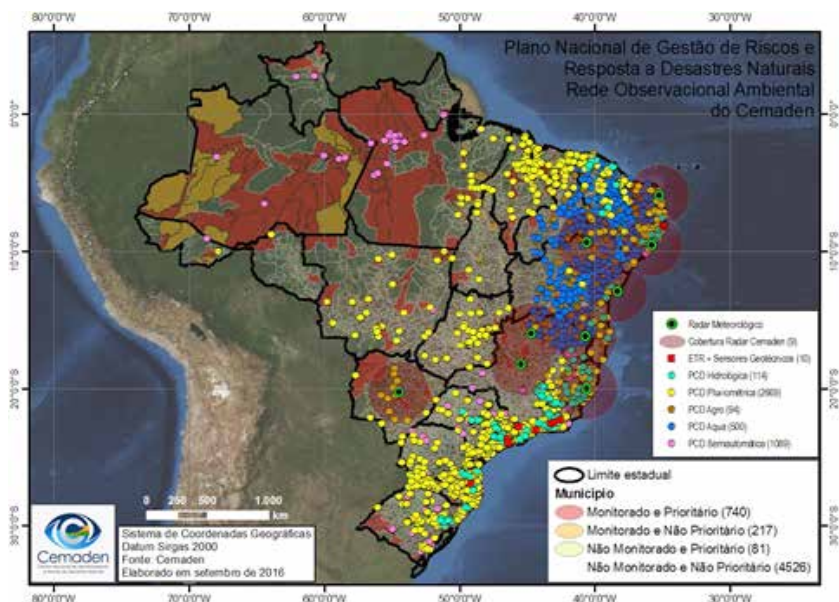 80°0'0"O 70°0'0"O 60°0'0"O 50°0'0"O 40°0'0"O 30°0'0"O
Plano Nacional de Gestão de Riscos e
Resposta a Desastres Naturais
Rede Observacional Ambiental
do Cemaden
0°0'0"
0°0'0"
10°0'0"S
10°0'0"S
20°0'0"S
20°0'0"S
30°0'0"S
30°0'0"S
Radar Meteorológico
Cobertura Radar Cemaden (9)
ETR + Sensores Geotécnicos (10)
PCD Hidrológica (114)
PCD Pluviométrica (2669)
PCD Agro (94)
PCD Aqua (500)
PCD Semiautomática (1089)
Limite estadual
Município
Monitorado e Prioritário (740)
Monitorado e Não Prioritário (217)
Não Monitorado e Prioritário (81)
Não Monitorado e Não Prioritário (4526)
0 250 500 1.000
km
Cemaden
Sistema de Coordenadas Geográficas
Datum Sirgas 2000
Fonte: Cemaden
Elaborado em setembro de 2016
80°0'0"O 70°0'0"O 60°0'0"O 50°0'0"O 40°0'0"O 30°0'0"O